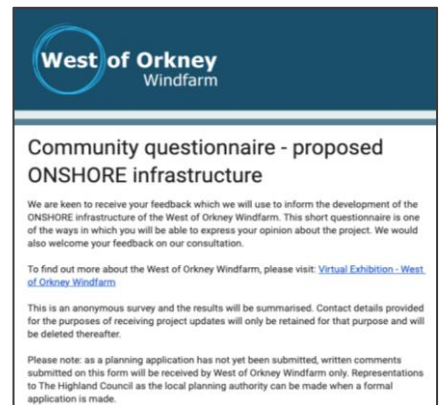 West of Orkney
Windfarm
Community questionnaire - proposed
ONSHORE infrastructure
We are keen to receive your feedback which we will use to inform the development of the
ONSHORE infrastructure of the West of Orkney Windfarm. This short questionnaire is one
of the ways in which you will be able to express your opinion about the project. We would
also welcome your feedback on our consultation.
To find out more about the West of Orkney Windfarm, please visit: Virtual Exhibition - West
of Orkney Windfarm
This is an anonymous survey and the results will be summarised. Contact details provided
for the purposes of receiving project updates will only be retained for that purpose and will
be deleted thereafter.
Please note: as a planning application has not yet been submitted, written comments
submitted on this form will be received by West of Orkney Windfarm only. Representations
to The Highland Council as the local planning authority can be made when a formal
application is made.